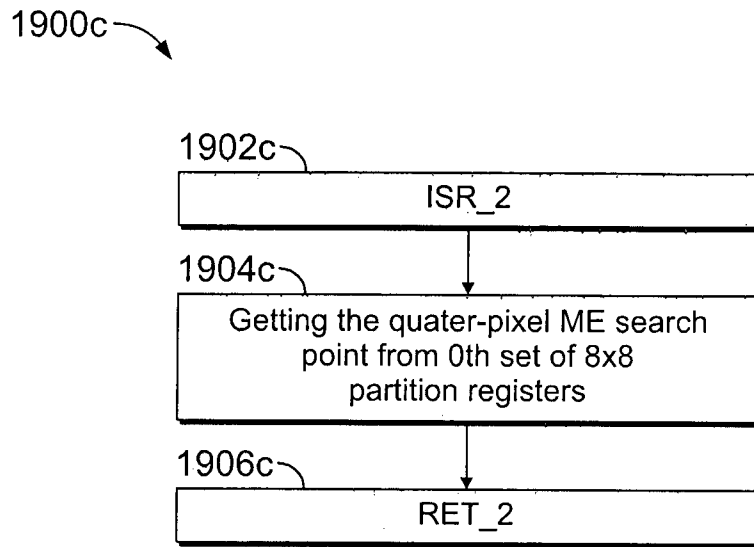 1900c
1902c
ISR_2
1904c
Getting the quater-pixel ME search
point from 0th set of 8x8
partition registers
1906c
RET_2